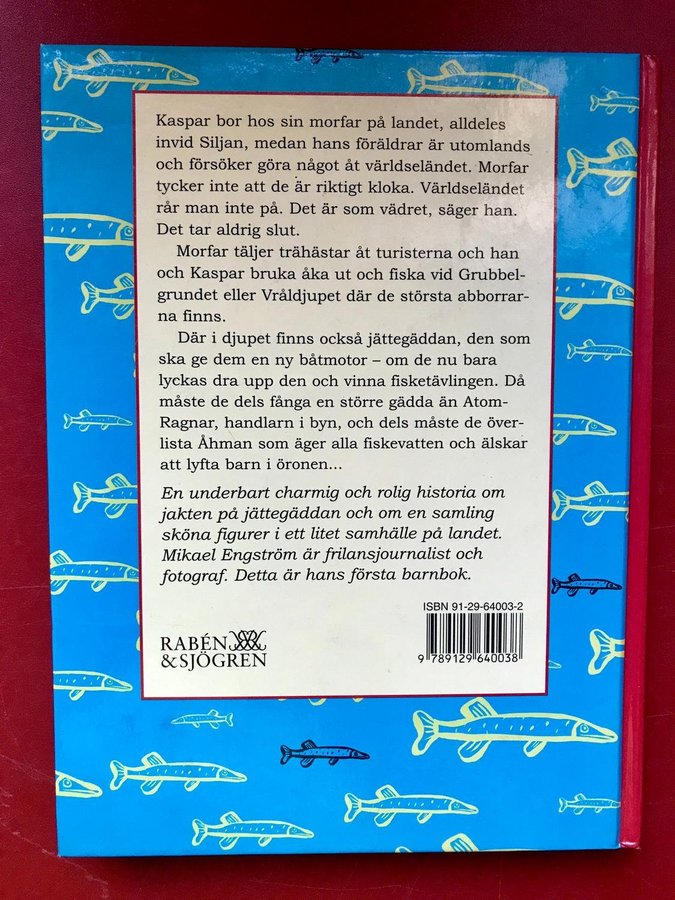 Kaspar bor hos sin morfar på landet, alldeles
invid Siljan, medan hans föräldrar är utomlands
och försöker göra något åt världseländet. Morfar
tycker inte att de är riktigt kloka. Världseländet
rår man inte på. Det är som vädret, säger han.
Det tar aldrig slut.
Morfar täljer trähästar åt turisterna och han
och Kaspar bruka åka ut och fiska vid Grubbel-
grundet eller Vråldjupet där de största abborrar-
na finns.
Där i djupet finns också jättegäddan, den som
ska ge dem en ny båtmotor – om de nu bara
lyckas dra upp den och vinna fisketävlingen. Då
måste de dels fånga en större gädda än Atom-
Ragnar, handlarn i byn, och dels måste de över-
lista Åhman som äger alla fiskevatten och älskar
att lyfta barn i öronen...
En underbart charmig och rolig historia om
jakten på jättegäddan och om en samling
sköna figurer i ett litet samhälle på landet.
Mikael Engström är frilansjournalist och
fotograf. Detta är hans första barnbok.
ISBN 91-29-64003-2
9 789129 640038
RABÉN
&SJÖGREN